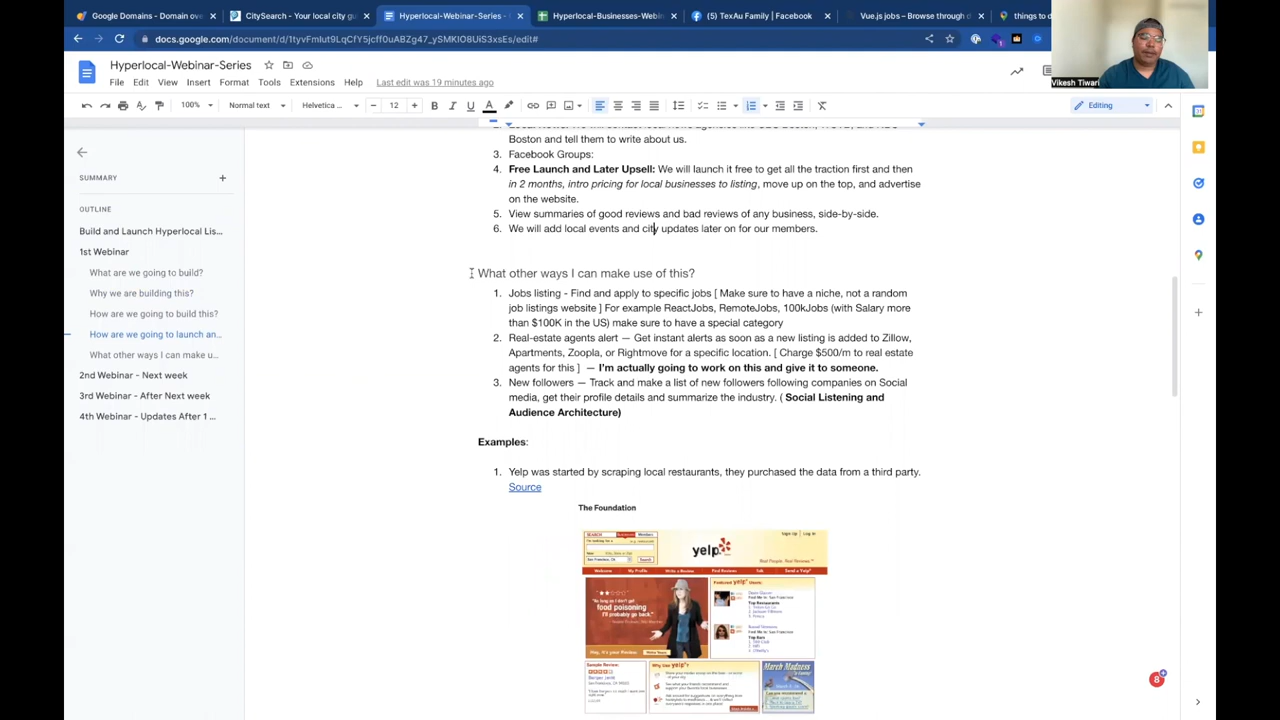 Google Domains - Domain ov
CitySearch - Your local city gu
Hyperlocal-Webinar-Series -
Hyperlocal-Businesses-Webin
(5) TexAu Family | Facebook
Vue.js jobs – Browse through d
things to d
docs.google.com/document/d/1tyvFmIut9LqCfY5jcff0uABZg47_ySMKIO8UiS3xsEs/edit#
Vikesh Tiwari
Hyperlocal-Webinar-Series
File Edit View Insert Format Tools Extensions Help Last edit was 19 minutes ago
100% Normal text Helvetica ... 12 Editing
Boston and tell them to write about us.
3. Facebook Groups:
4. Free Launch and Later Upsell: We will launch it free to get all the traction first and then
in 2 months, intro pricing for local businesses to listing, move up on the top, and advertise
on the website.
5. View summaries of good reviews and bad reviews of any business, side-by-side.
6. We will add local events and city updates later on for our members.
SUMMARY
OUTLINE
Build and Launch Hyperlocal Lis...
1st Webinar
What are we going to build?
Why we are building this?
How are we going to build this?
How are we going to launch an...
What other ways I can make u...
2nd Webinar - Next week
3rd Webinar - After Next week
4th Webinar - Updates After 1 ...
What other ways I can make use of this?
1. Jobs listing - Find and apply to specific jobs [ Make sure to have a niche, not a random
job listings website ] For example ReactJobs, RemoteJobs, 100kJobs (with Salary more
than $100K in the US) make sure to have a special category
2. Real-estate agents alert — Get instant alerts as soon as a new listing is added to Zillow,
Apartments, Zoopla, or Rightmove for a specific location. [ Charge $500/m to real estate
agents for this ] — I'm actually going to work on this and give it to someone.
3. New followers — Track and make a list of new followers following companies on Social
media, get their profile details and summarize the industry. ( Social Listening and
Audience Architecture)
Examples:
1. Yelp was started by scraping local restaurants, they purchased the data from a third party.
Source
The Foundation
yelp
food poisoning
8